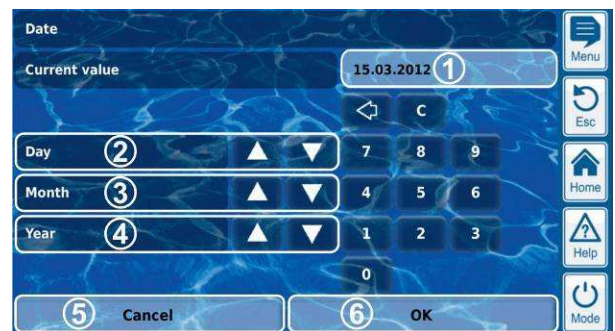 Date
Menu
Current value
15.03.2012 1
C
Esc
Day 2
7 8 9
Month 3
4 5 6
Home
Year 4
1 2 3
?
Help
0
5 Cancel
6 OK
Mode